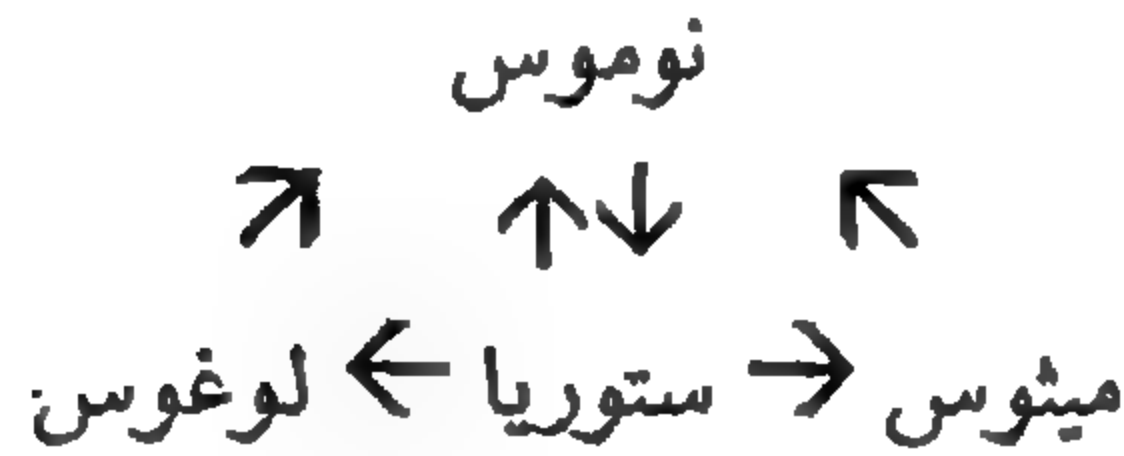 نوموس
↗ ↑ ↓ ↖
ميثوس → ستوريا ← لوغوس